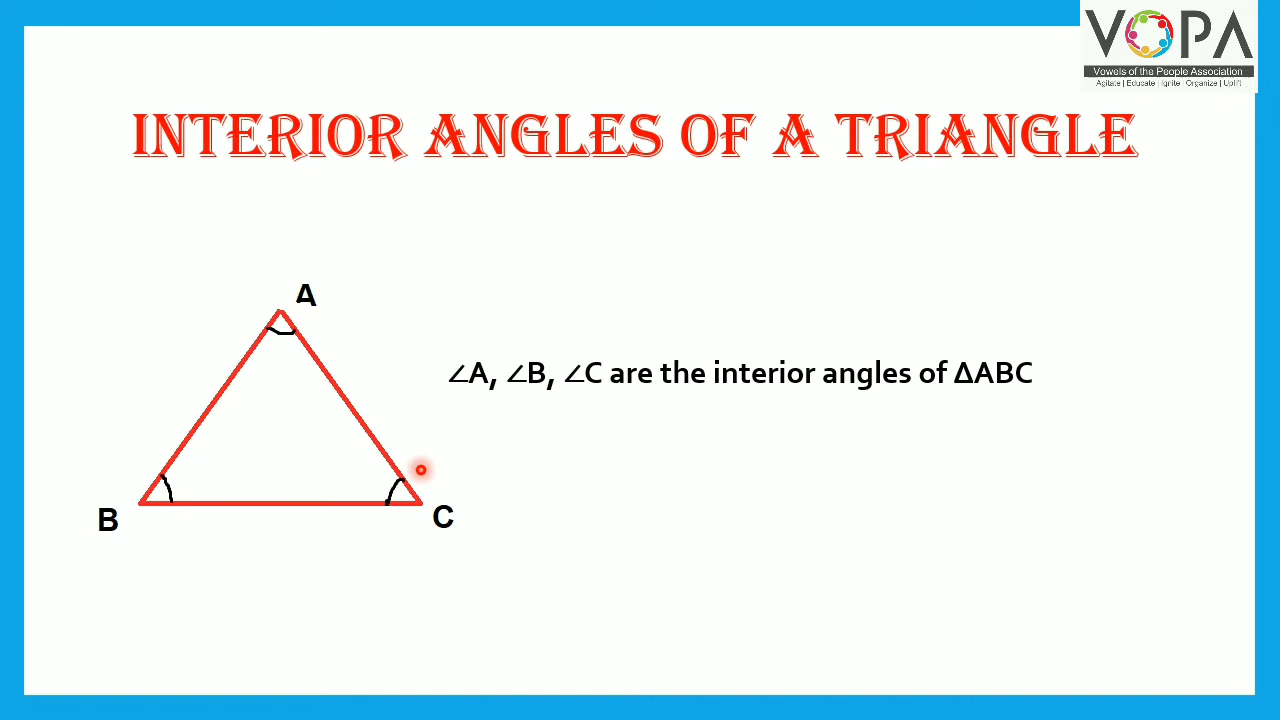 VOPA
Vowels of the People Association
Agitate | Educate | Ignite | Organize | Uplift
INTERIOR ANGLES OF A TRIANGLE
A
∠A, ∠B, ∠C are the interior angles of ΔABC
B
C